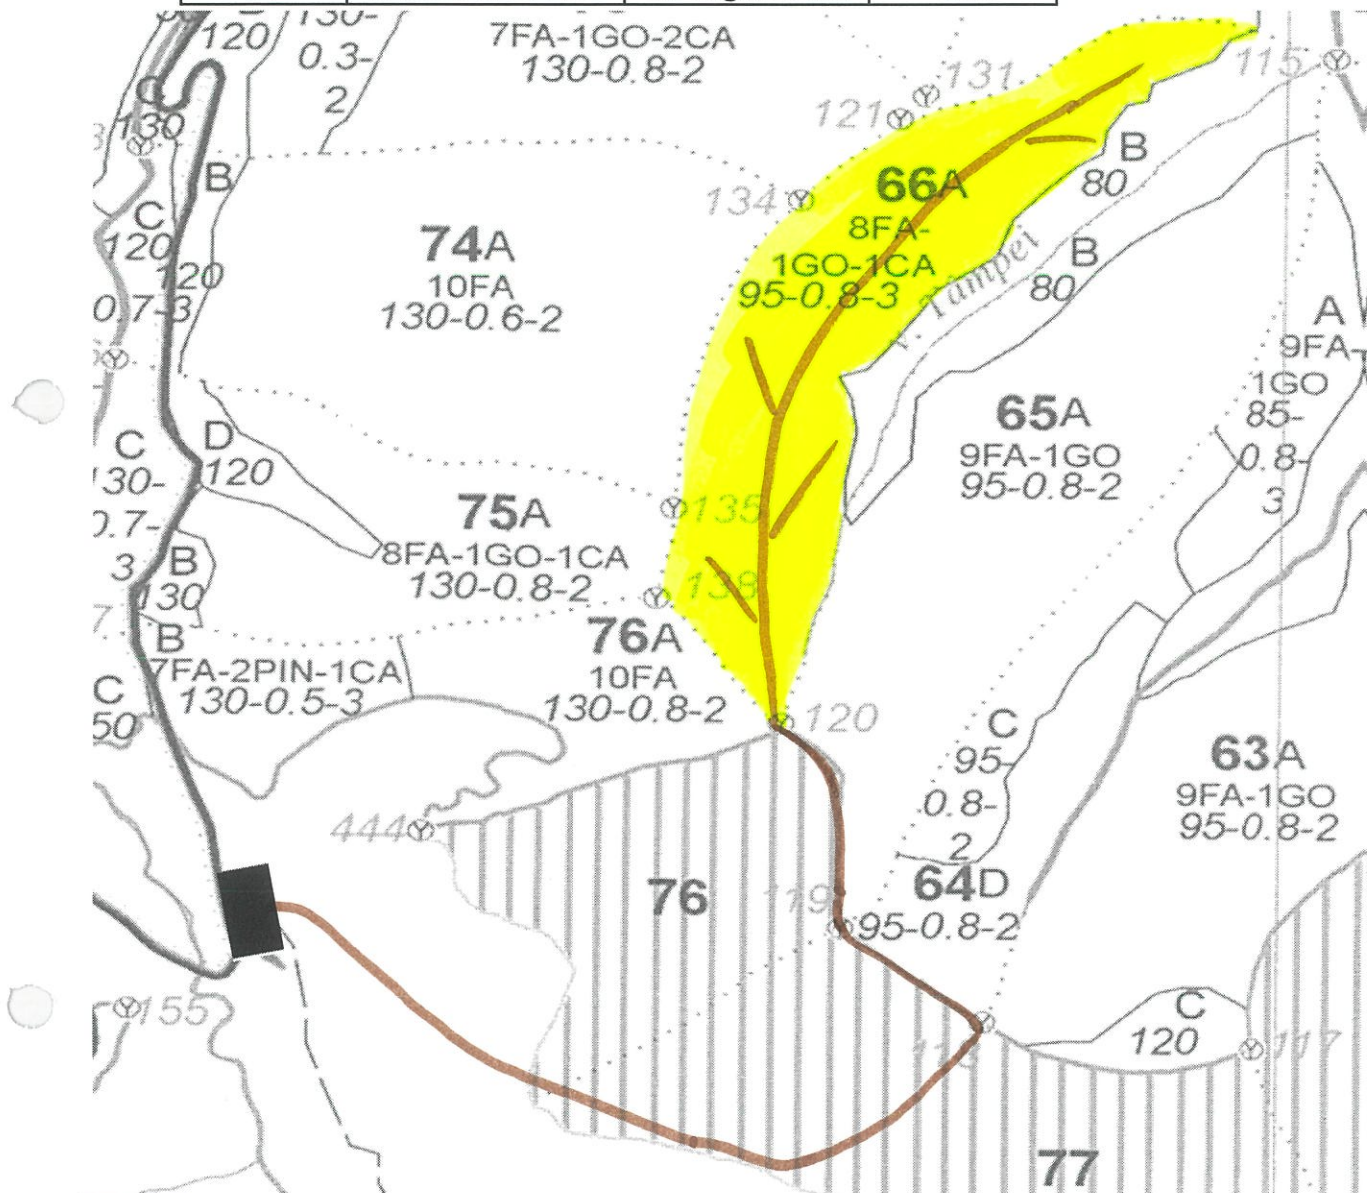 120
130-
0.3-
2
7FA-1GO-2CA
130-0.8-2
131
115
121
C
130
B
134
66A
8FA-
1GO-1CA
95-0.8-3
B
80
C
120
120
0.7-3
74A
10FA
130-0.6-2
v. Tâmpei
B
80
A
9FA-
1GO
85-
0.8-
3
65A
9FA-1GO
95-0.8-2
C
130-
0.7-
3
D
120
75A
8FA-1GO-1CA
130-0.8-2
135
138
B
130
B
7FA-2PIN-1CA
130-0.5-3
C
50
76A
10FA
130-0.8-2
120
C
95-
0.8-
2
63A
9FA-1GO
95-0.8-2
444
76
119
64D
95-0.8-2
155
C
120
117
77